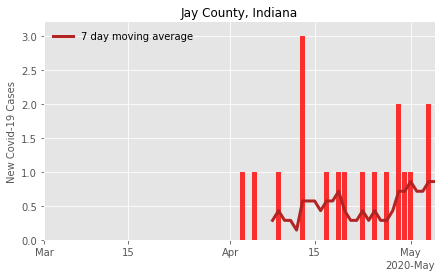 Jay County, Indiana
7 day moving average
New Covid-19 Cases
3.0
2.5
2.0
1.5
1.0
0.5
0.0
Mar 15 Apr 15 May
2020-May